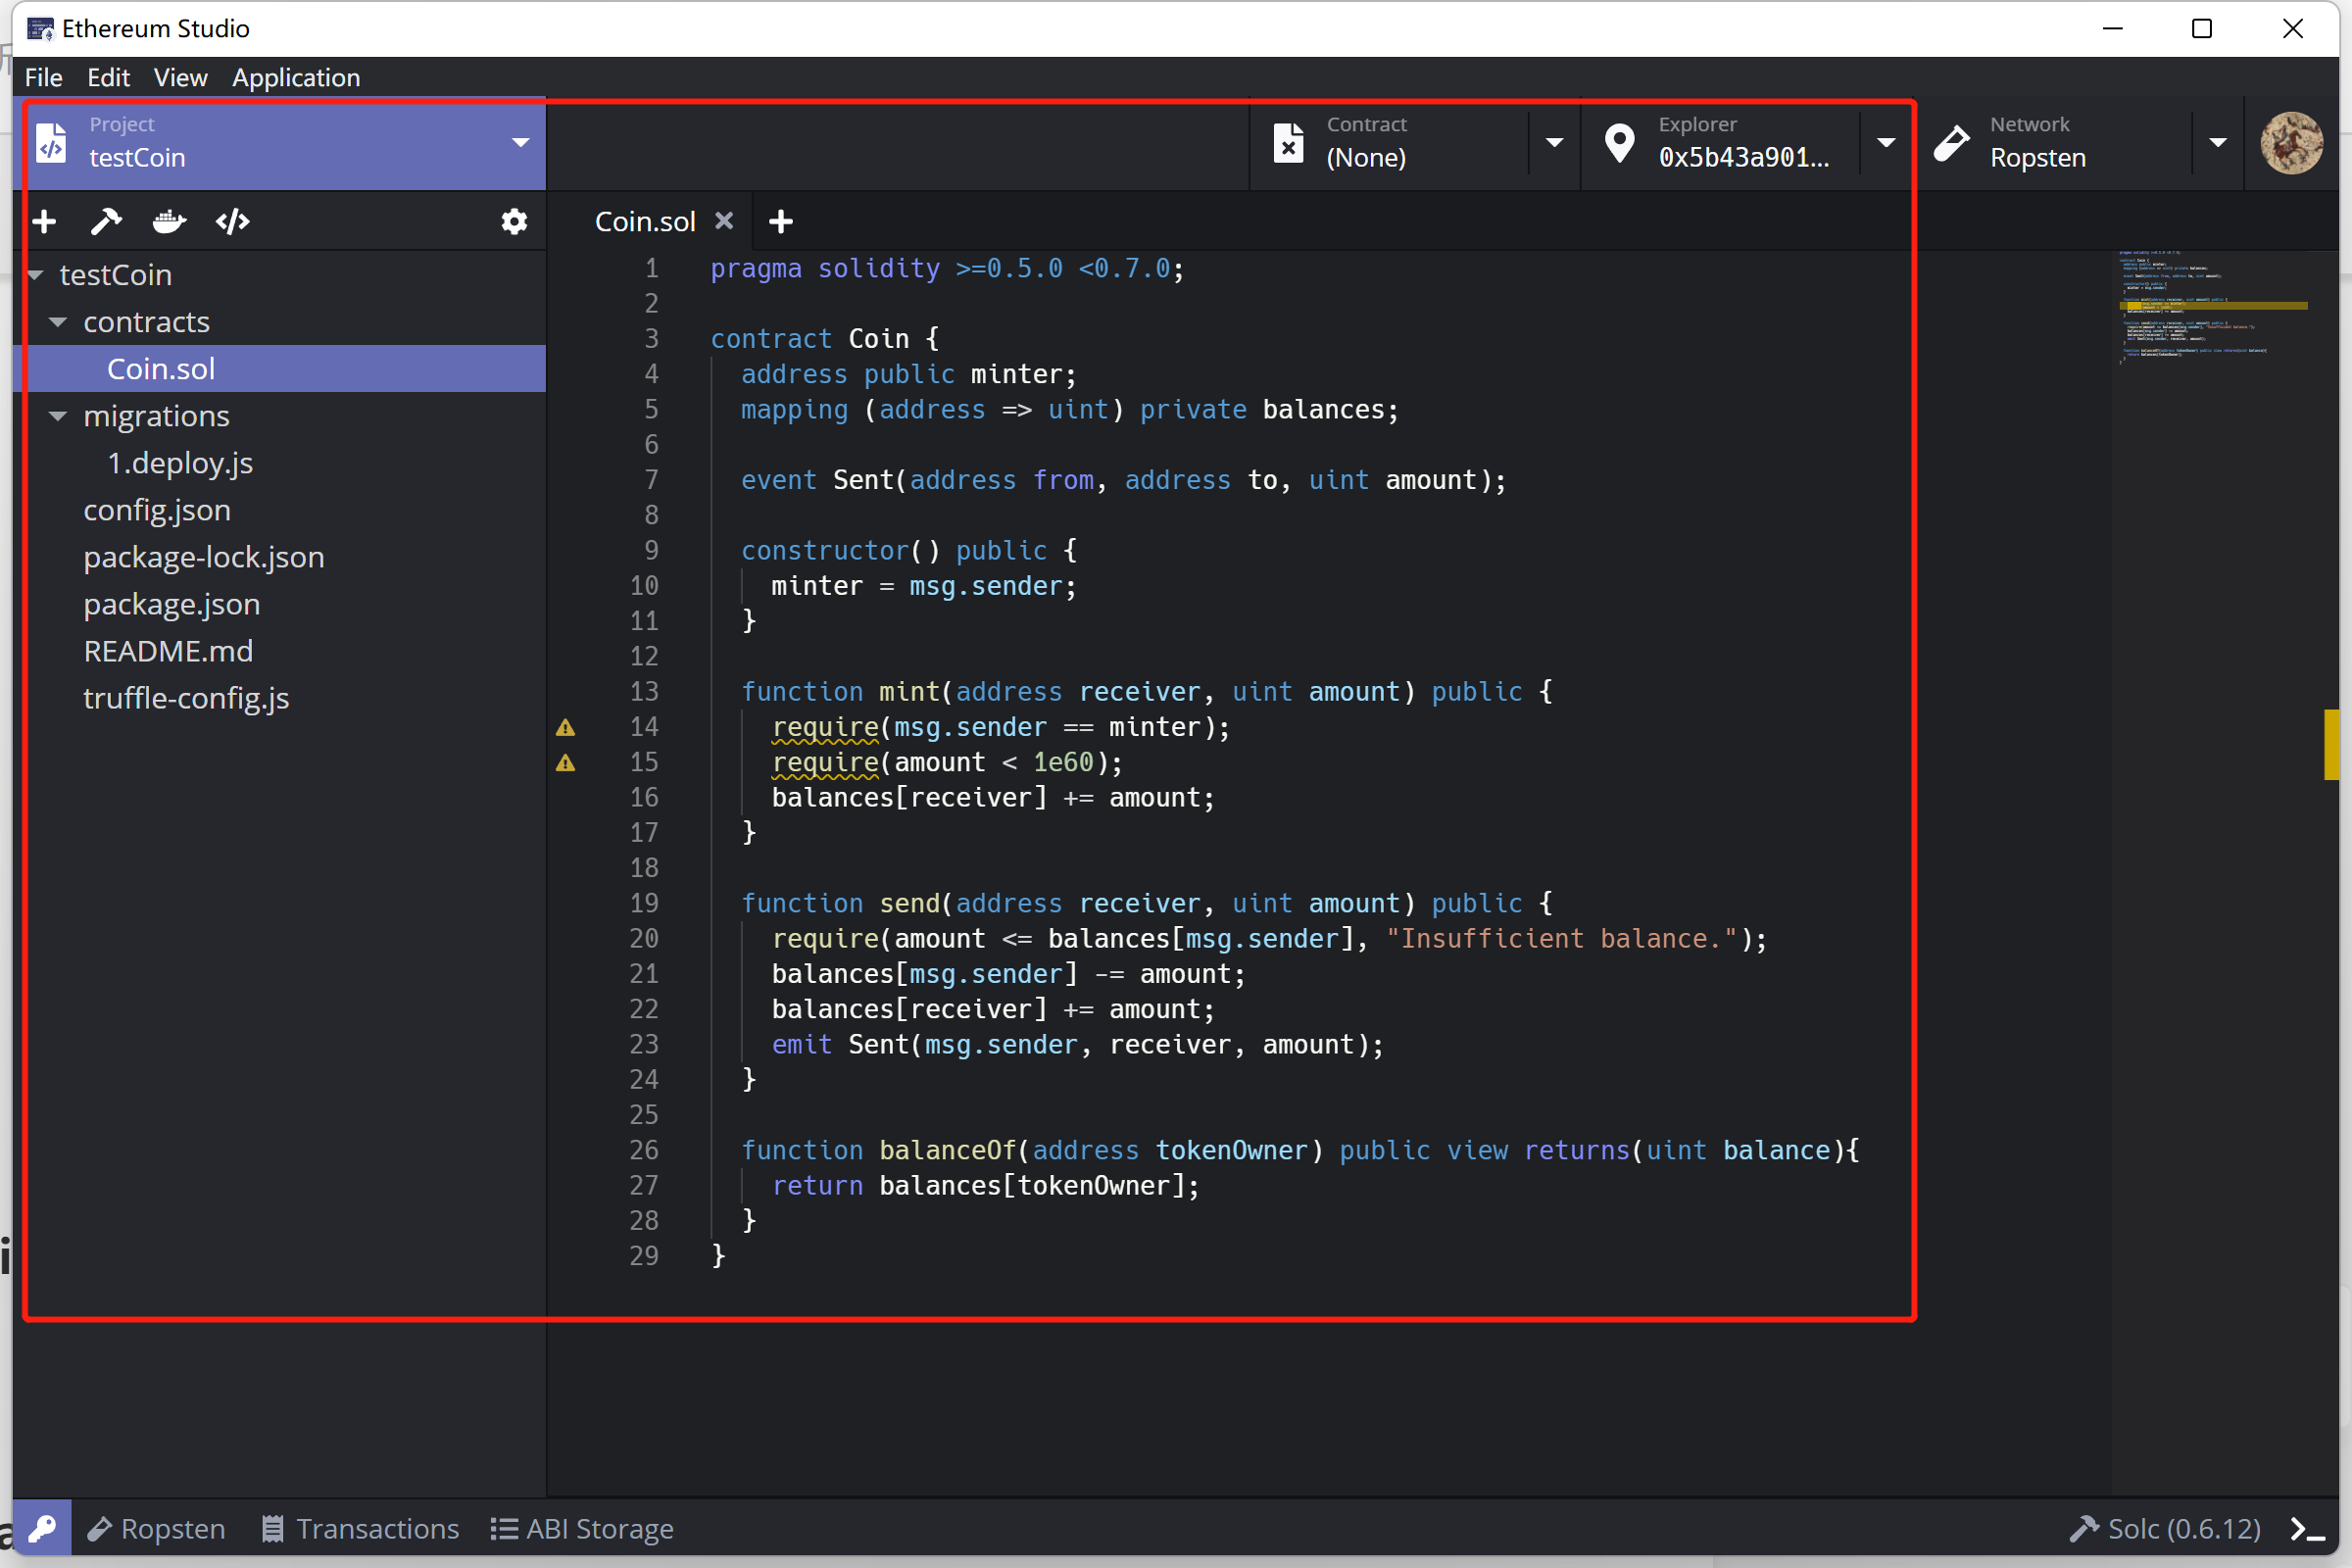 Ethereum Studio
File Edit View Application
Project
testCoin
Contract
(None)
Explorer
0x5b43a901...
Network
Ropsten
Coin.sol
testCoin
contracts
Coin.sol
migrations
1.deploy.js
config.json
package-lock.json
package.json
README.md
truffle-config.js
1 pragma solidity >=0.5.0 <0.7.0;
2
3 contract Coin {
4 address public minter;
5 mapping (address => uint) private balances;
6
7 event Sent(address from, address to, uint amount);
8
9 constructor() public {
10 minter = msg.sender;
11 }
12
13 function mint(address receiver, uint amount) public {
14 require(msg.sender == minter);
15 require(amount < 1e60);
16 balances[receiver] += amount;
17 }
18
19 function send(address receiver, uint amount) public {
20 require(amount <= balances[msg.sender], "Insufficient balance.");
21 balances[msg.sender] -= amount;
22 balances[receiver] += amount;
23 emit Sent(msg.sender, receiver, amount);
24 }
25
26 function balanceOf(address tokenOwner) public view returns(uint balance){
27 return balances[tokenOwner];
28 }
29 }
Ropsten Transactions ABI Storage Solc (0.6.12)